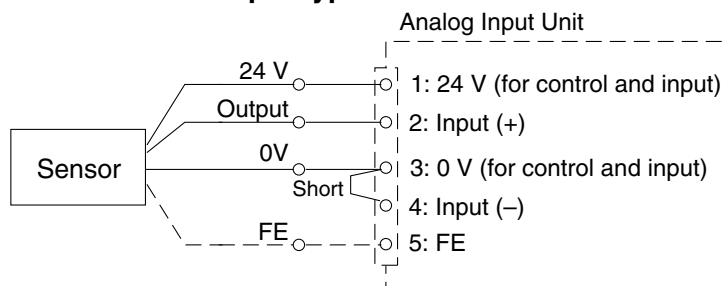 Analog Input Unit
24 V
1: 24 V (for control and input)
Output
2: Input (+)
0V
3: 0 V (for control and input)
Sensor
Short
4: Input (–)
FE
5: FE